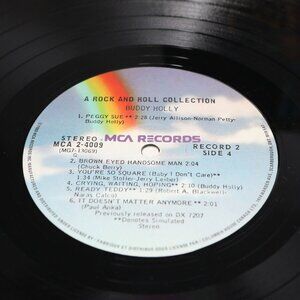 A ROCK AND ROLL COLLECTION
BUDDY HOLLY
1. PEGGY SUE** 2:28 (Jerry Allison-Norman Petty-
Buddy Holly)
STEREO
MCA RECORDS
RECORD 2
MCA 2-4009
SIDE 4
(MG7-13069)
2. BROWN EYED HANDSOME MAN 2:04
(Chuck Berry)
3. YOU'RE SO SQUARE (Baby I Don't Care)**
1:34 (Mike Stoller-Jerry Leiber)
4. CRYING, WAITING, HOPING** 2:10 (Buddy Holly)
5. READY TEDDY** 1:29 (Robert A. Blackwell-
6. IT DOESN'T MATTER ANYMORE** 2:01
(Paul Anka)
Previously released on DX 7207
**Denotes Simulated
Stereo